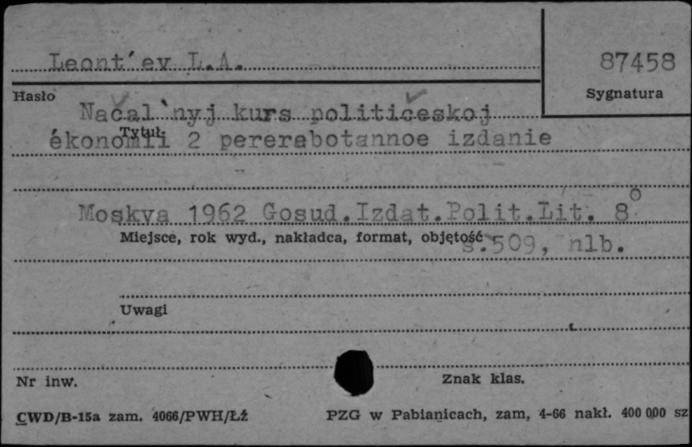 Leont'ev L.A.
87458
Hasło
Sygnatura
Načal'nyj kurs političeskoj
Tytuł
ékonomii 2 pererabotannoe izdanie
Moskva 1962 Gosud.Izdat.Polit.Lit. 8°
Miejsce, rok wyd., nakładca, format, objętość
s.509, nlb.
Uwagi
Nr inw.
Znak klas.
CWD/B-15a zam. 4066/PWH/ŁŻ
PZG w Pabianicach, zam, 4-66 nakł. 400 000 sz